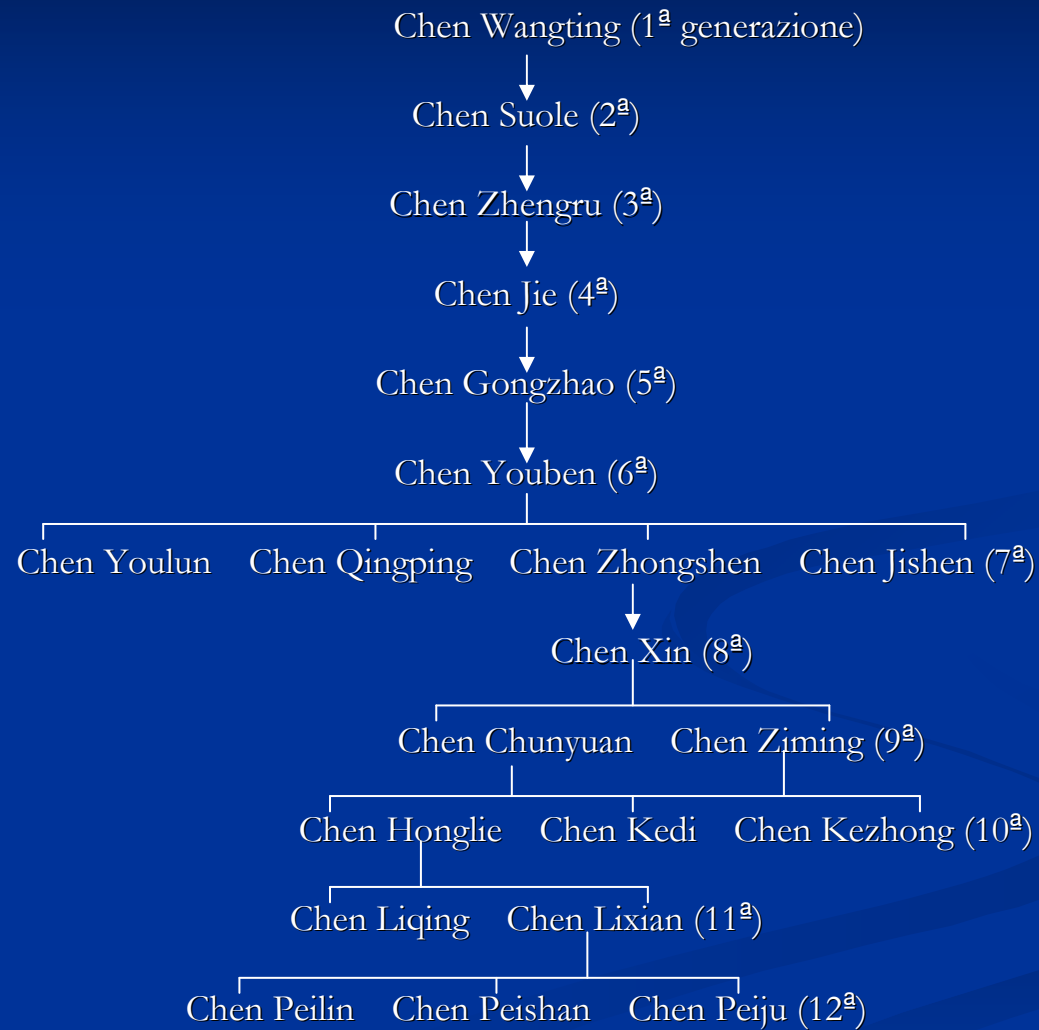 Chen Wangting (1ª generazione)
Chen Suole (2ª)
Chen Zhengru (3ª)
Chen Jie (4ª)
Chen Gongzhao (5ª)
Chen Youben (6ª)
Chen Youlun Chen Qingping Chen Zhongshen Chen Jishen (7ª)
Chen Xin (8ª)
Chen Chunyuan Chen Ziming (9ª)
Chen Honglie Chen Kedi Chen Kezhong (10ª)
Chen Liqing Chen Lixian (11ª)
Chen Peilin Chen Peishan Chen Peiju (12ª)